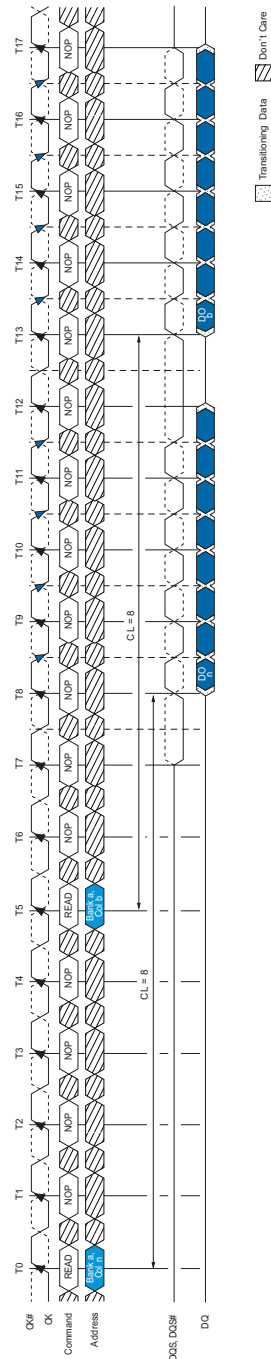 T0 T1 T2 T3 T4 T5 T6 T7 T8 T9 T10 T11 T12 T13 T14 T15 T16 T17
CK#
CK
Command READ NOP NOP NOP NOP READ NOP NOP NOP NOP NOP NOP NOP NOP NOP NOP NOP NOP
Address Bank a, Bank a,
Col n Col b
CL = 8
CL = 8
DQS, DQS#
DQ DO DO
n b
Transitioning Data Don't Care